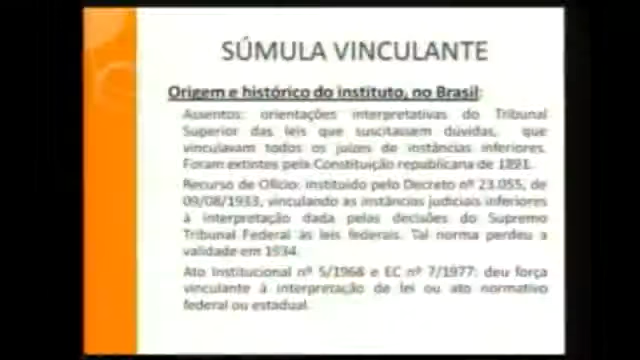 SÚMULA VINCULANTE
Origem e histórico do instituto, no Brasil:
Assentos: orientações interpretativas do Tribunal
Superior das leis que suscitassem dúvidas, que
vinculavam todos os juízes de instâncias inferiores.
Foram extintos pela Constituição republicana de 1891.
Recurso de Ofício: instituído pelo Decreto nº 23.055, de
09/08/1933, vinculando as instâncias judiciais inferiores
à interpretação dada pelas decisões do Supremo
Tribunal Federal às leis federais. Tal norma perdeu a
validade em 1934.
Ato Institucional nº 5/1968 e EC nº 7/1977: deu força
vinculante à interpretação de lei ou ato normativo
federal ou estadual.